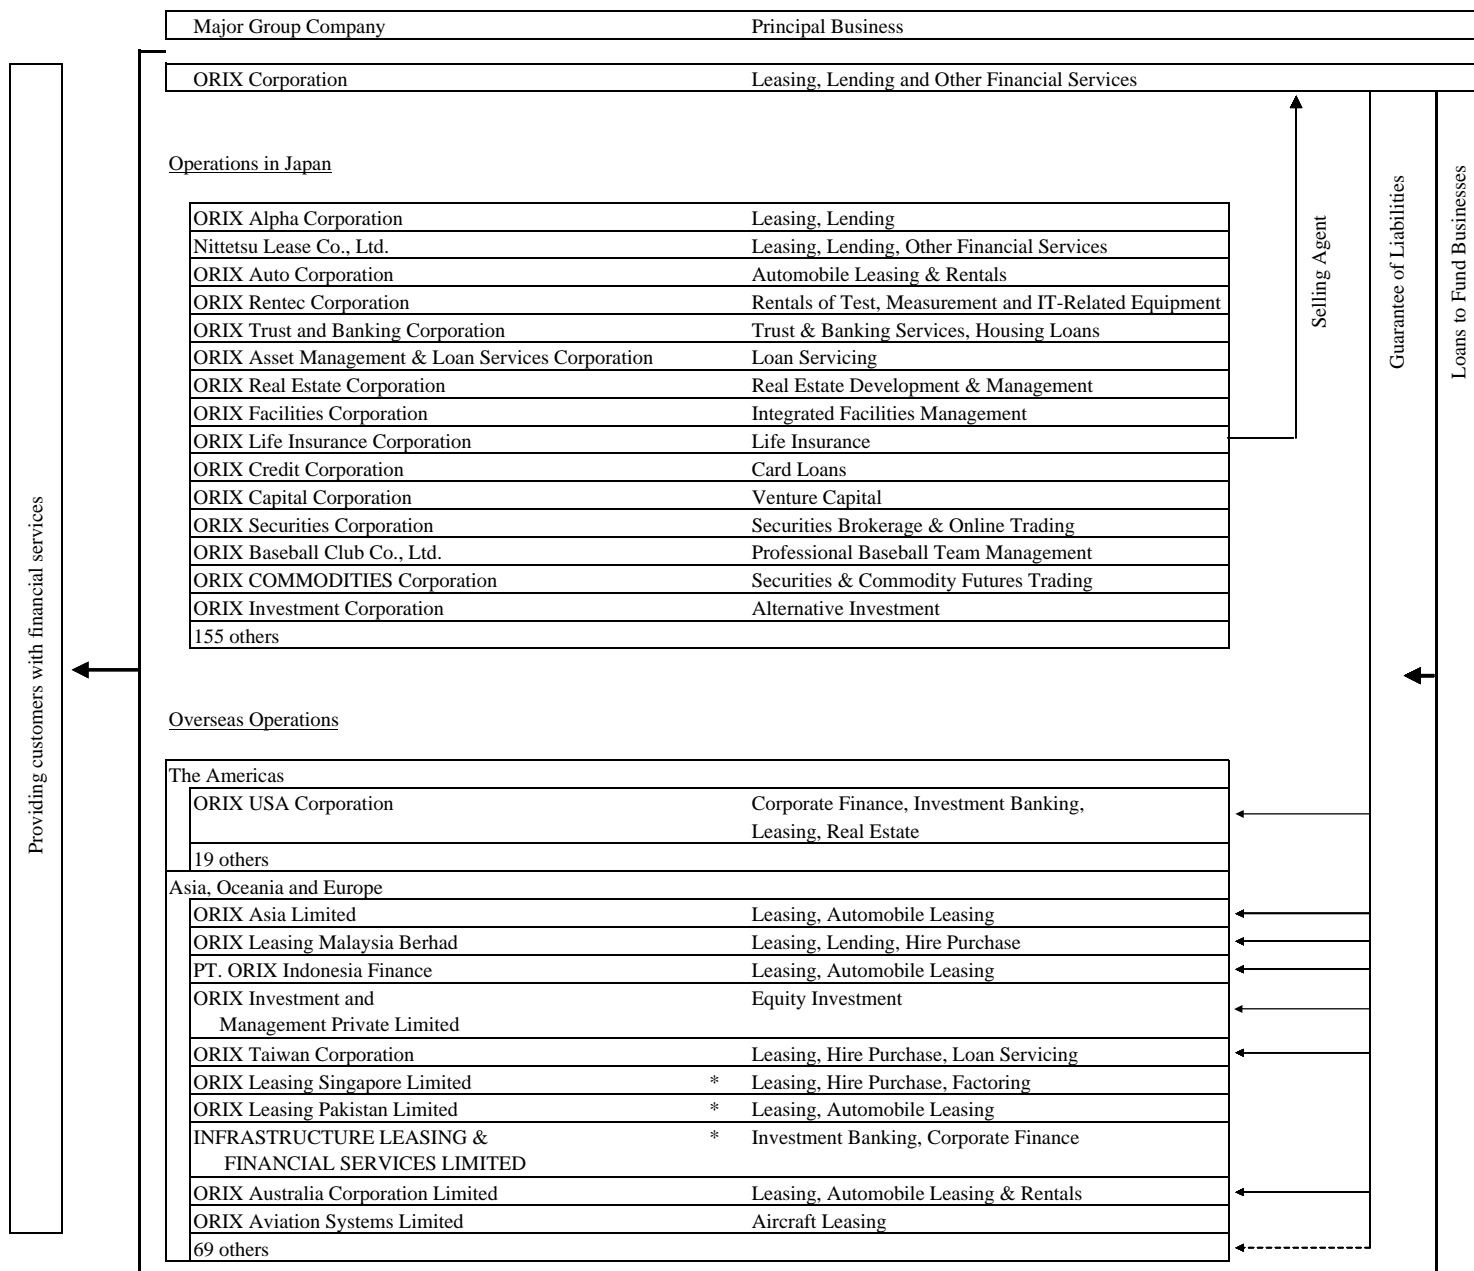 Major Group Company Principal Business
ORIX Corporation Leasing, Lending and Other Financial Services
Operations in Japan
ORIX Alpha Corporation Leasing, Lending
Nittetsu Lease Co., Ltd. Leasing, Lending, Other Financial Services
ORIX Auto Corporation Automobile Leasing & Rentals
ORIX Rentec Corporation Rentals of Test, Measurement and IT-Related Equipment
ORIX Trust and Banking Corporation Trust & Banking Services, Housing Loans
ORIX Asset Management & Loan Services Corporation Loan Servicing
ORIX Real Estate Corporation Real Estate Development & Management
ORIX Facilities Corporation Integrated Facilities Management
ORIX Life Insurance Corporation Life Insurance
ORIX Credit Corporation Card Loans
ORIX Capital Corporation Venture Capital
ORIX Securities Corporation Securities Brokerage & Online Trading
ORIX Baseball Club Co., Ltd. Professional Baseball Team Management
ORIX COMMODITIES Corporation Securities & Commodity Futures Trading
ORIX Investment Corporation Alternative Investment
155 others
Overseas Operations
The Americas
ORIX USA Corporation Corporate Finance, Investment Banking,
Leasing, Real Estate
19 others
Asia, Oceania and Europe
ORIX Asia Limited Leasing, Automobile Leasing
ORIX Leasing Malaysia Berhad Leasing, Lending, Hire Purchase
PT. ORIX Indonesia Finance Leasing, Automobile Leasing
ORIX Investment and Equity Investment
Management Private Limited
ORIX Taiwan Corporation Leasing, Hire Purchase, Loan Servicing
ORIX Leasing Singapore Limited * Leasing, Hire Purchase, Factoring
ORIX Leasing Pakistan Limited * Leasing, Automobile Leasing
INFRASTRUCTURE LEASING & * Investment Banking, Corporate Finance
FINANCIAL SERVICES LIMITED
ORIX Australia Corporation Limited Leasing, Automobile Leasing & Rentals
ORIX Aviation Systems Limited Aircraft Leasing
69 others
Providing customers with financial services
Selling Agent
Guarantee of Liabilities
Loans to Fund Businesses